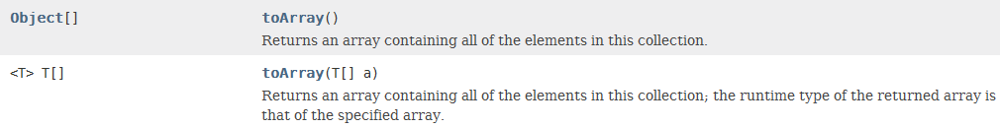 Object[] toArray()
Returns an array containing all of the elements in this collection.
<T> T[] toArray(T[] a)
Returns an array containing all of the elements in this collection; the runtime type of the returned array is
that of the specified array.